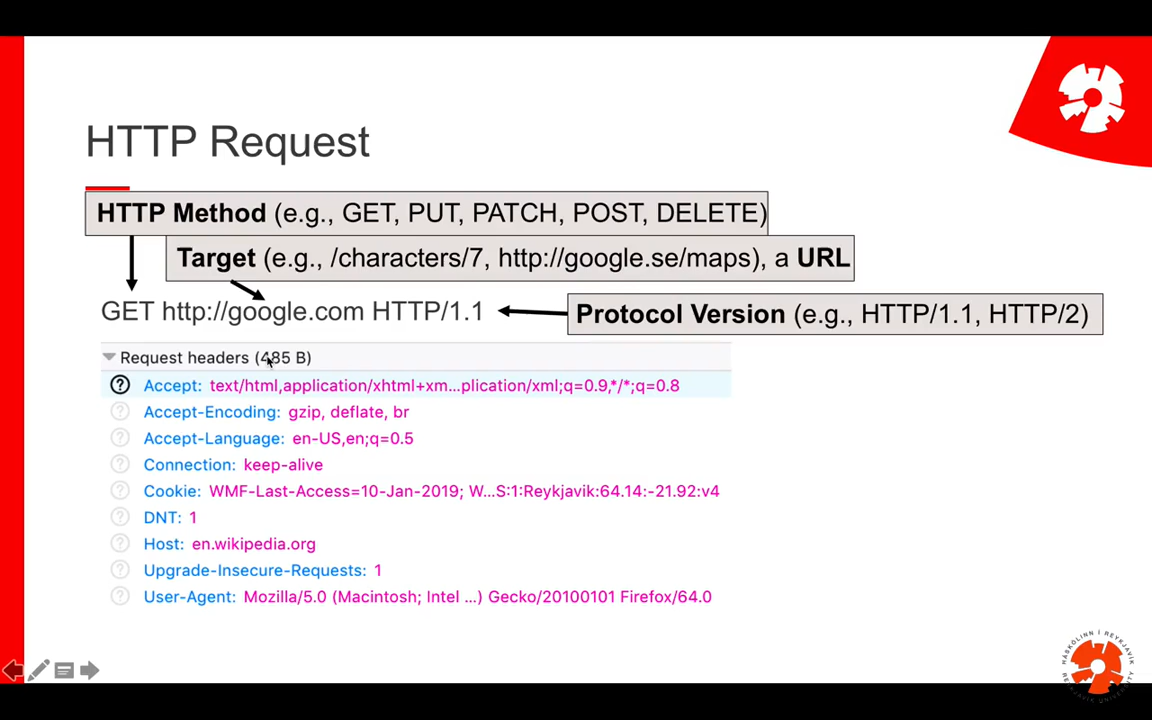 HTTP Request
HTTP Method (e.g., GET, PUT, PATCH, POST, DELETE)
Target (e.g., /characters/7, http://google.se/maps), a URL
GET http://google.com HTTP/1.1
Protocol Version (e.g., HTTP/1.1, HTTP/2)
Request headers (485 B)
? Accept: text/html,application/xhtml+xm...plication/xml;q=0.9,*/*;q=0.8
? Accept-Encoding: gzip, deflate, br
? Accept-Language: en-US,en;q=0.5
? Connection: keep-alive
? Cookie: WMF-Last-Access=10-Jan-2019; W...S:1:Reykjavik:64.14:-21.92:v4
? DNT: 1
? Host: en.wikipedia.org
? Upgrade-Insecure-Requests: 1
? User-Agent: Mozilla/5.0 (Macintosh; Intel ...) Gecko/20100101 Firefox/64.0
HÁSKÓLINN Í REYKJAVÍK
REYKJAVIK UNIVERSITY